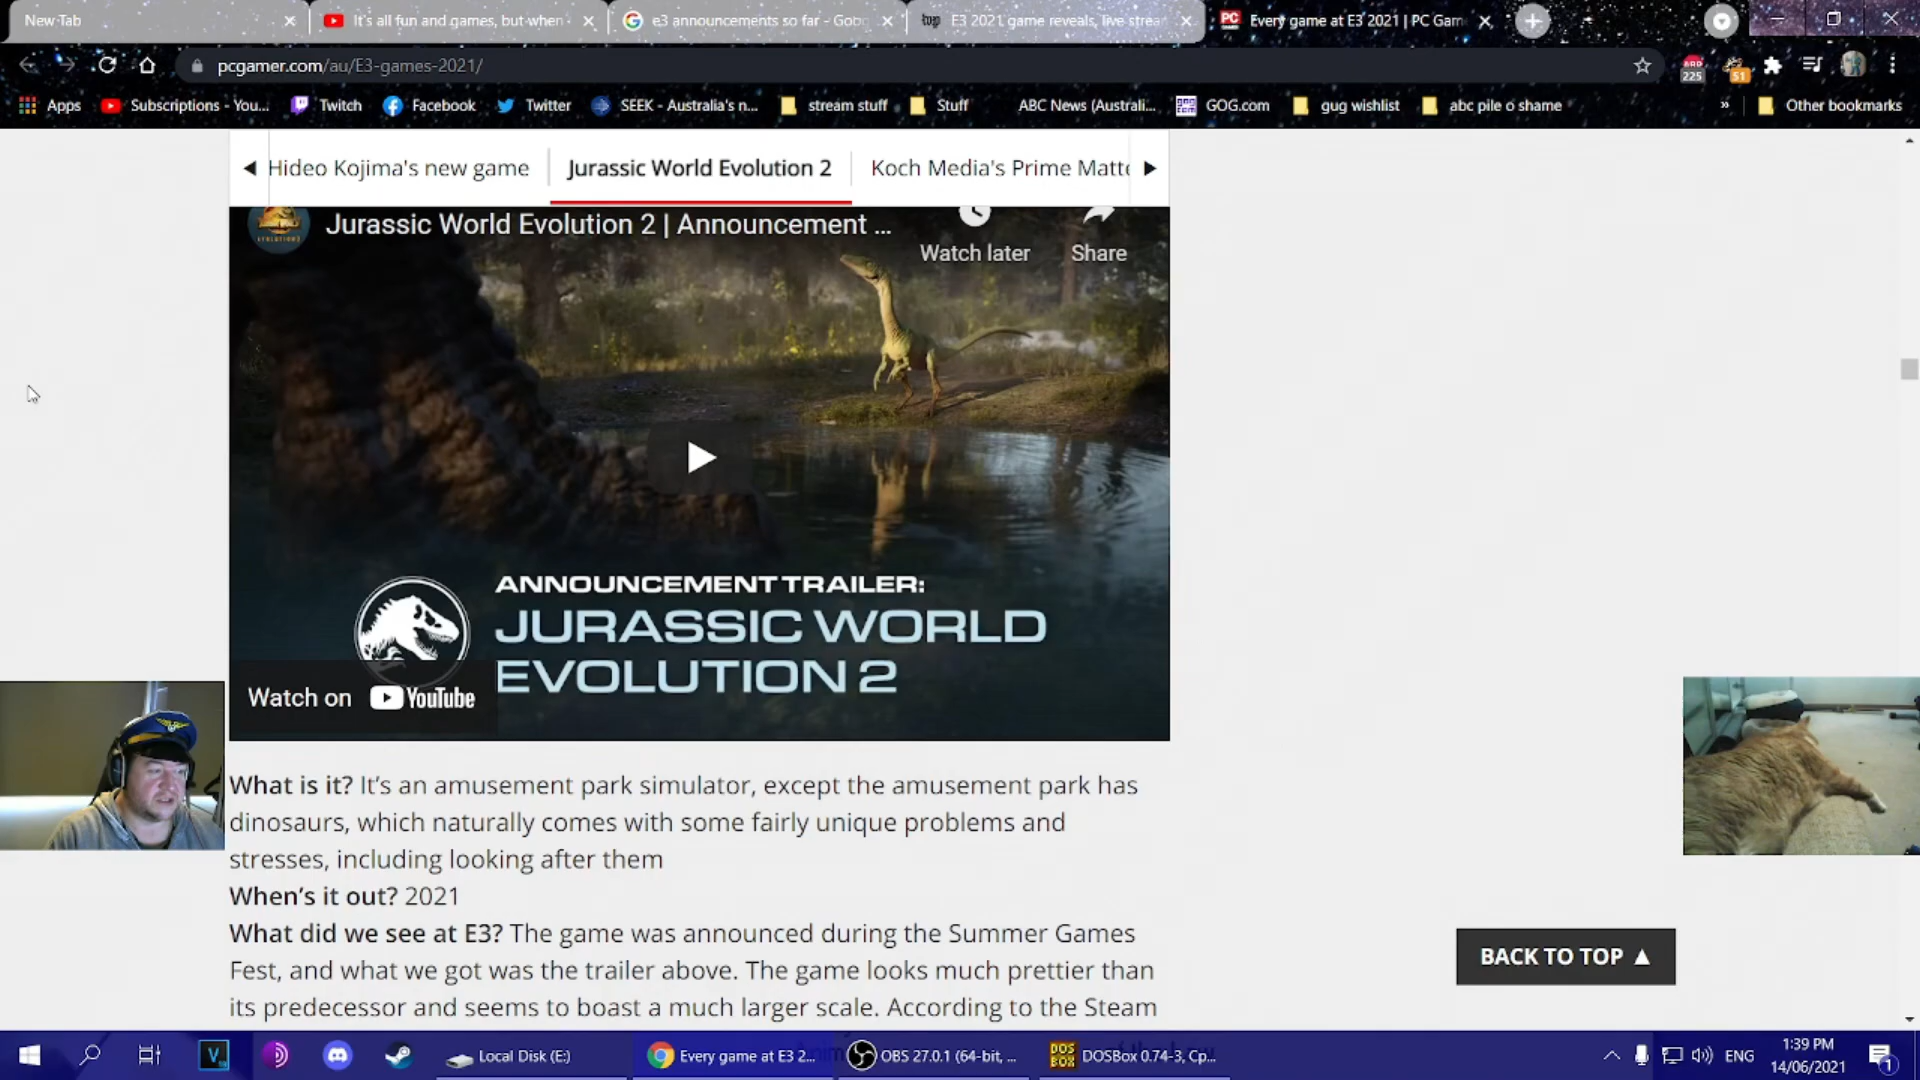 New Tab
It's all fun and games, but when
e3 announcements so far - Goog
E3 2021 game reveals, live strea
Every game at E3 2021 | PC Gam
pcgamer.com/au/E3-games-2021/
225
51
Apps
Subscriptions - You...
Twitch
Facebook
Twitter
SEEK - Australia's n...
stream stuff
Stuff
ABC News (Australi...
GOG.com
gug wishlist
abc pile o shame
»
Other bookmarks
Hideo Kojima's new game
Jurassic World Evolution 2
Koch Media's Prime Matte
Jurassic World Evolution 2 | Announcement ...
Watch later
Share
ANNOUNCEMENT TRAILER:
JURASSIC WORLD
EVOLUTION 2
Watch on YouTube
What is it? It's an amusement park simulator, except the amusement park has
dinosaurs, which naturally comes with some fairly unique problems and
stresses, including looking after them
When's it out? 2021
What did we see at E3? The game was announced during the Summer Games
Fest, and what we got was the trailer above. The game looks much prettier than
its predecessor and seems to boast a much larger scale. According to the Steam
BACK TO TOP
Local Disk (E:)
Every game at E3 2...
OBS 27.0.1 (64-bit, ...
DOS
BOX
DOSBox 0.74-3, Cp...
ENG
1:39 PM
14/06/2021
1